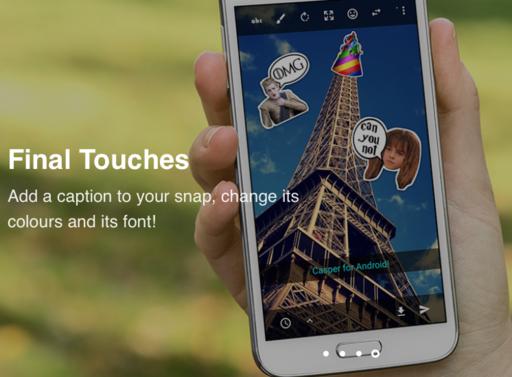 abc
OMG
can
you
not
Final Touches
Add a caption to your snap, change its
colours and its font!
Casper for Android!